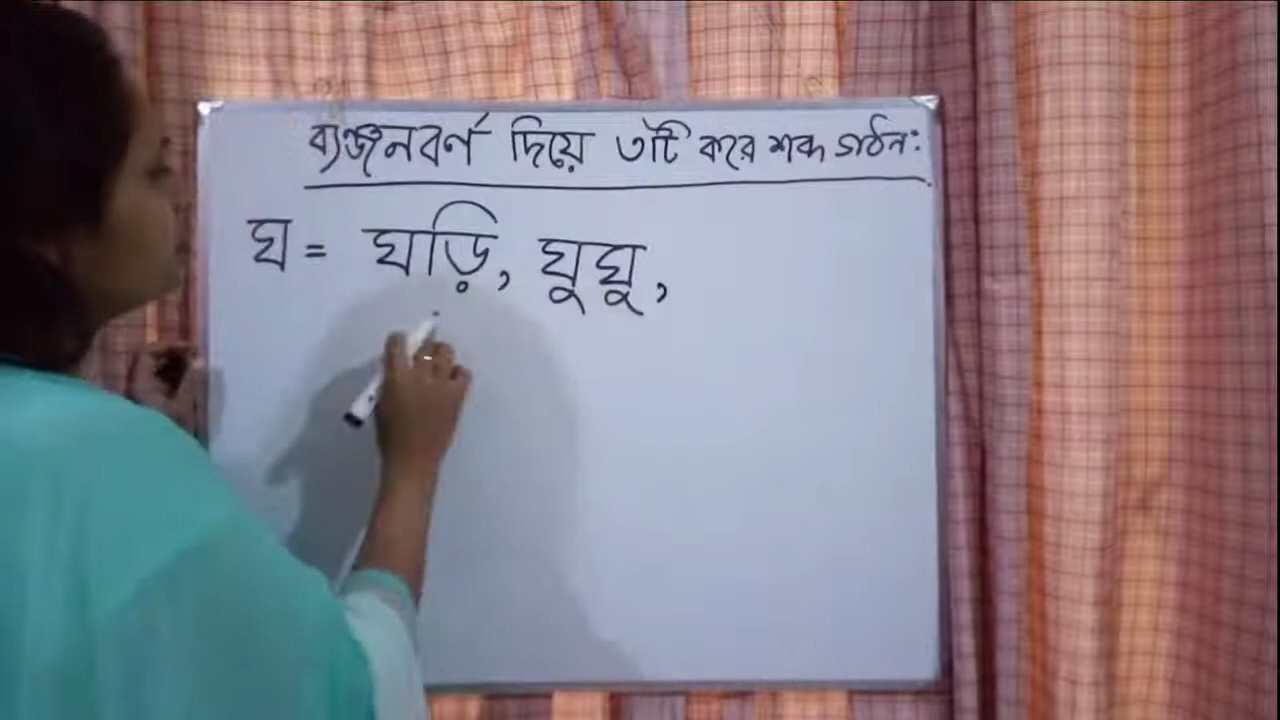 ব্যঞ্জনবর্ণ দিয়ে ৩টি করে শব্দ গঠন:
ঘ = ঘড়ি, ঘুঘু,